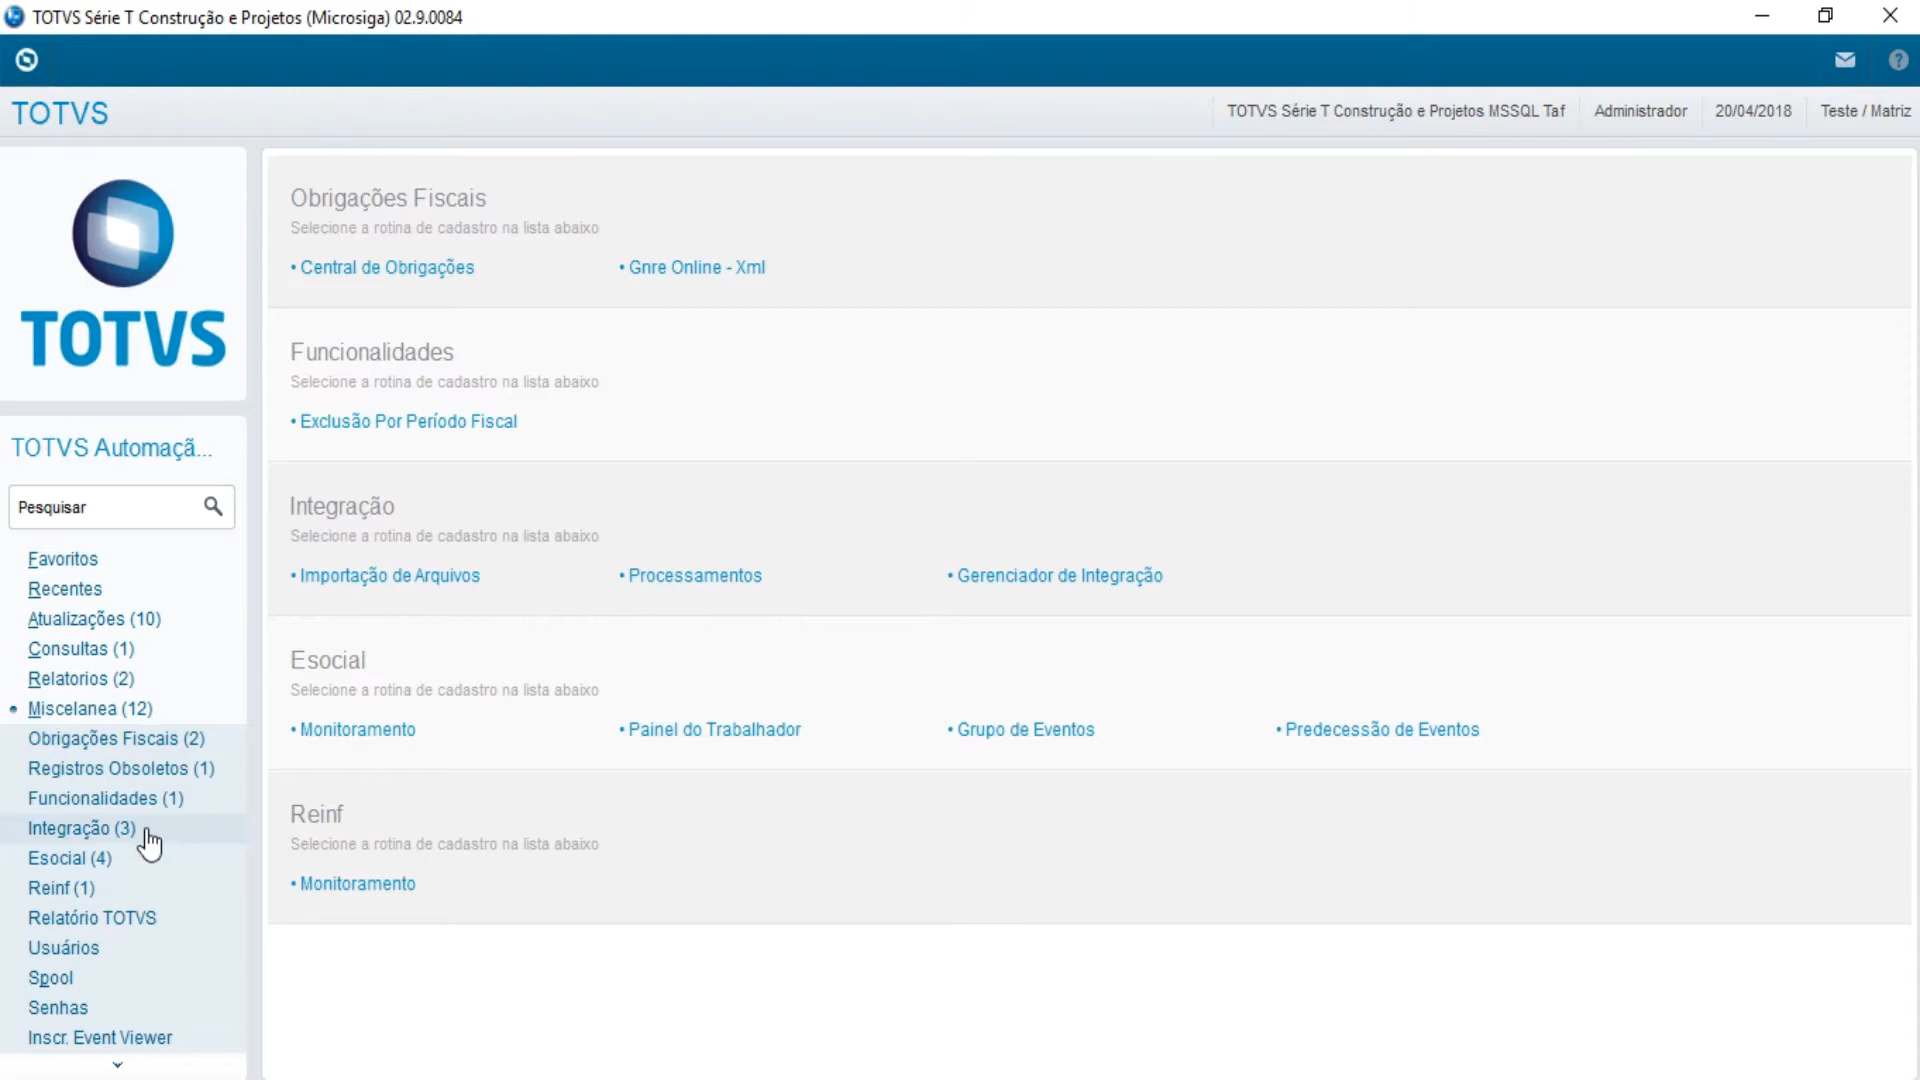 TOTVS Série T Construção e Projetos (Microsiga) 02.9.0084
TOTVS
TOTVS Série T Construção e Projetos MSSQL Taf
Administrador
20/04/2018
Teste / Matriz
TOTVS
TOTVS Automaçã...
Pesquisar
Favoritos
Recentes
Atualizações (10)
Consultas (1)
Relatorios (2)
• Miscelanea (12)
Obrigações Fiscais (2)
Registros Obsoletos (1)
Funcionalidades (1)
Integração (3)
Esocial (4)
Reinf (1)
Relatório TOTVS
Usuários
Spool
Senhas
Inscr. Event Viewer
Obrigações Fiscais
Selecione a rotina de cadastro na lista abaixo
• Central de Obrigações
• Gnre Online - Xml
Funcionalidades
Selecione a rotina de cadastro na lista abaixo
• Exclusão Por Período Fiscal
Integração
Selecione a rotina de cadastro na lista abaixo
• Importação de Arquivos
• Processamentos
• Gerenciador de Integração
Esocial
Selecione a rotina de cadastro na lista abaixo
• Monitoramento
• Painel do Trabalhador
• Grupo de Eventos
• Predecessão de Eventos
Reinf
Selecione a rotina de cadastro na lista abaixo
• Monitoramento